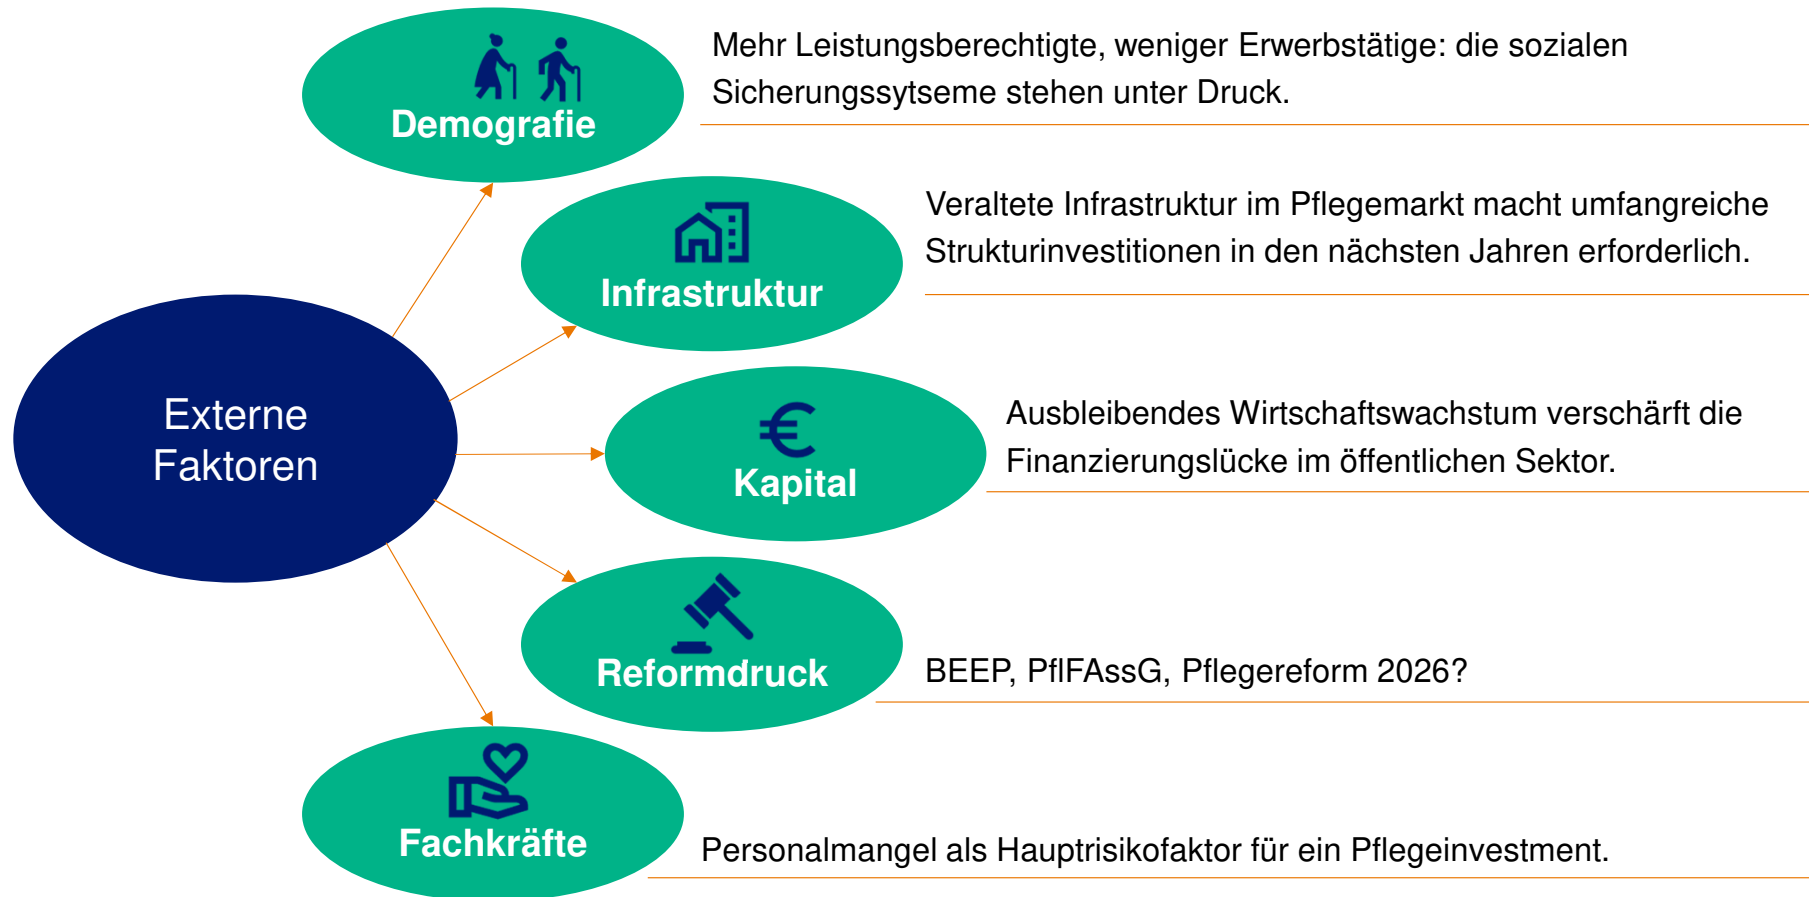 Demografie
Mehr Leistungsberechtigte, weniger Erwerbstätige: die sozialen
Sicherungssytseme stehen unter Druck.
Infrastruktur
Veraltete Infrastruktur im Pflegemarkt macht umfangreiche
Strukturinvestitionen in den nächsten Jahren erforderlich.
Externe
Faktoren
€
Kapital
Ausbleibendes Wirtschaftswachstum verschärft die
Finanzierungslücke im öffentlichen Sektor.
Reformdruck
BEEP, PflFAssG, Pflegereform 2026?
Fachkräfte
Personalmangel als Hauptrisikofaktor für ein Pflegeinvestment.